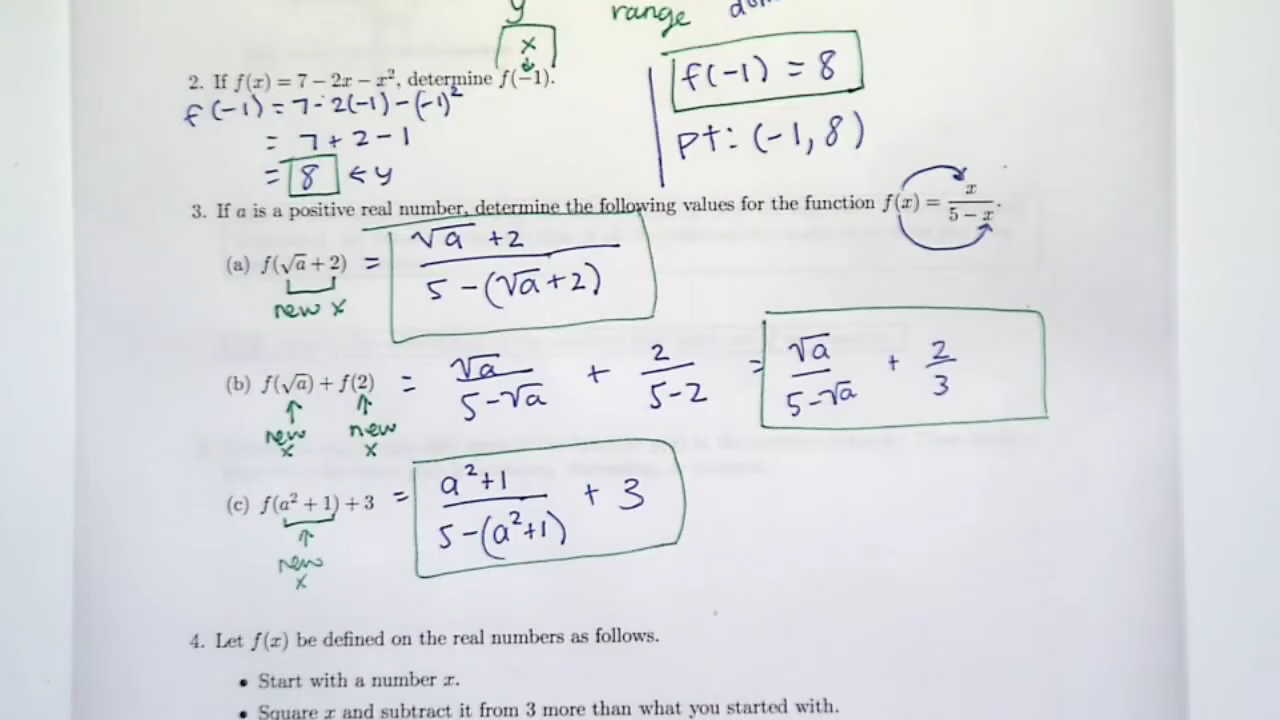 y
range
x
↓
2. If f(x) = 7 − 2x − x², determine f(−1).
f(-1) = 7 - 2(-1) - (-1)²
= 7 + 2 - 1
= 8 ← y
f(-1) = 8
pt: (-1, 8)
3. If a is a positive real number, determine the following values for the function f(x) = x/(5 − x).
(a) f(√a + 2) = (√a + 2)/(5 - (√a + 2))
new x
(b) f(√a) + f(2) = √a/(5 - √a) + 2/(5 - 2) = √a/(5 - √a) + 2/3
↑ ↑
new new
x x
(c) f(a² + 1) + 3 = (a² + 1)/(5 - (a² + 1)) + 3
↑
new
x
4. Let f(x) be defined on the real numbers as follows.
• Start with a number x.
• Square x and subtract it from 3 more than what you started with.